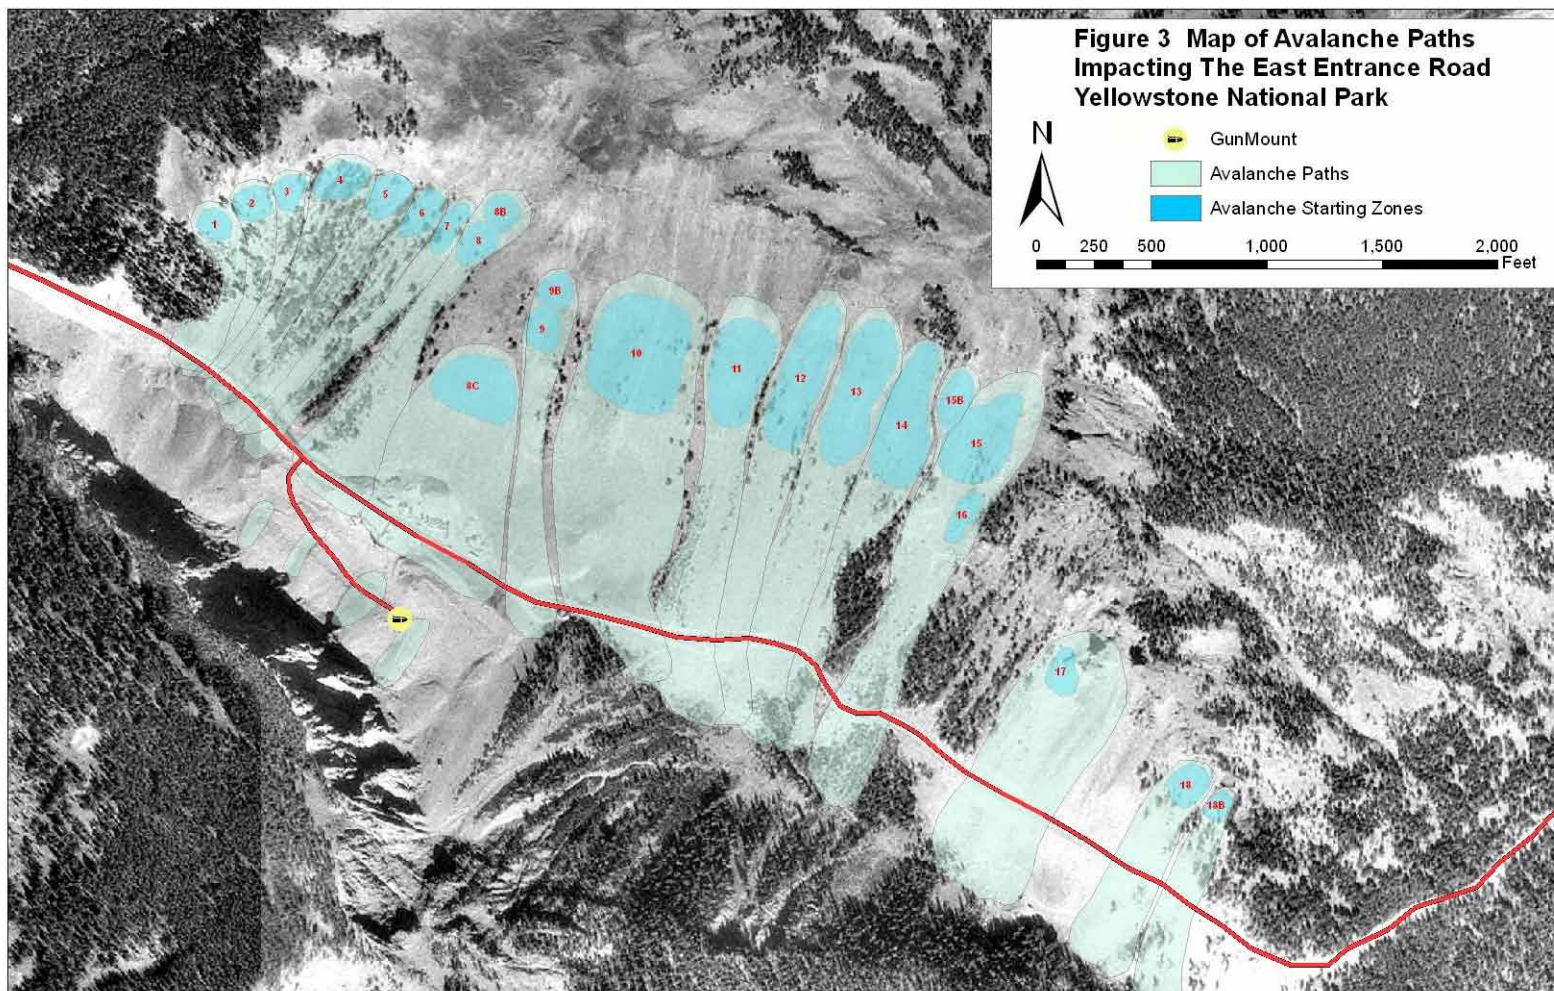 Figure 3 Map of Avalanche Paths
Impacting The East Entrance Road
Yellowstone National Park
N
GunMount
Avalanche Paths
Avalanche Starting Zones
0 250 500 1,000 1,500 2,000
Feet
1
2
3
4
5
6
7
8
8B
8C
9B
9
10
11
12
13
14
15B
15
16
17
18
18B